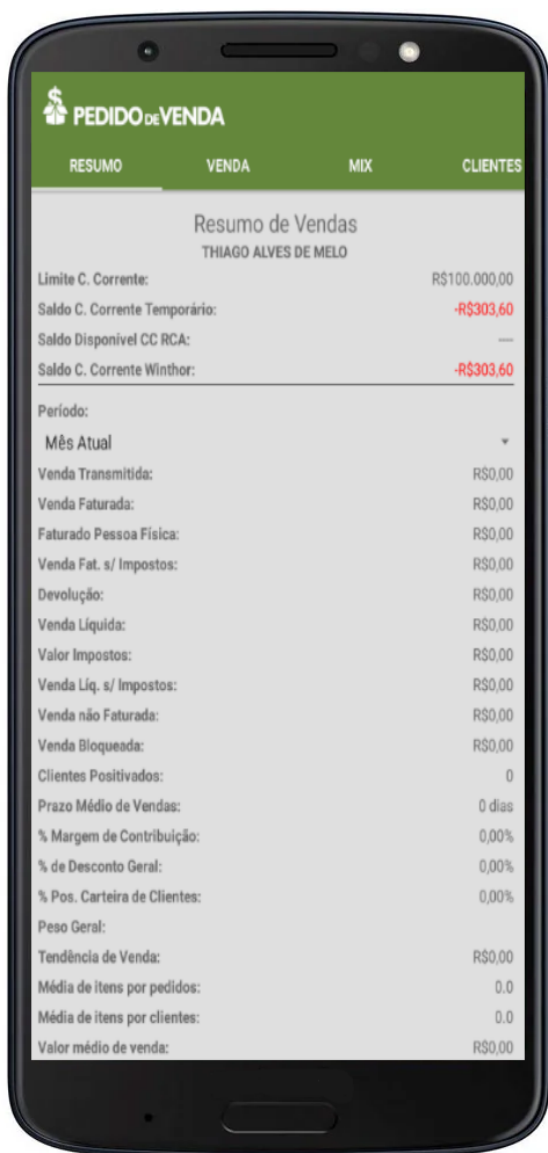 PEDIDO DE VENDA
RESUMO VENDA MIX CLIENTES
Resumo de Vendas
THIAGO ALVES DE MELO
Limite C. Corrente: R$100.000,00
Saldo C. Corrente Temporário: -R$303,60
Saldo Disponível CC RCA: ---
Saldo C. Corrente Winthor: -R$303,60
Período:
Mês Atual
Venda Transmitida: R$0,00
Venda Faturada: R$0,00
Faturado Pessoa Física: R$0,00
Venda Fat. s/ Impostos: R$0,00
Devolução: R$0,00
Venda Líquida: R$0,00
Valor Impostos: R$0,00
Venda Líq. s/ Impostos: R$0,00
Venda não Faturada: R$0,00
Venda Bloqueada: R$0,00
Clientes Positivados: 0
Prazo Médio de Vendas: 0 dias
% Margem de Contribuição: 0,00%
% de Desconto Geral: 0,00%
% Pos. Carteira de Clientes: 0,00%
Peso Geral:
Tendência de Venda: R$0,00
Média de itens por pedidos: 0.0
Média de itens por clientes: 0.0
Valor médio de venda: R$0,00